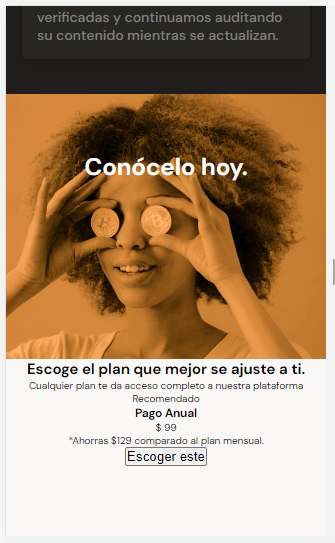 verificadas y continuamos auditando
su contenido mientras se actualizan.
Conócelo hoy.
Escoge el plan que mejor se ajuste a ti.
Cualquier plan te da acceso completo a nuestra plataforma
Recomendado
Pago Anual
$ 99
*Ahorras $129 comparado al plan mensual.
Escoger este